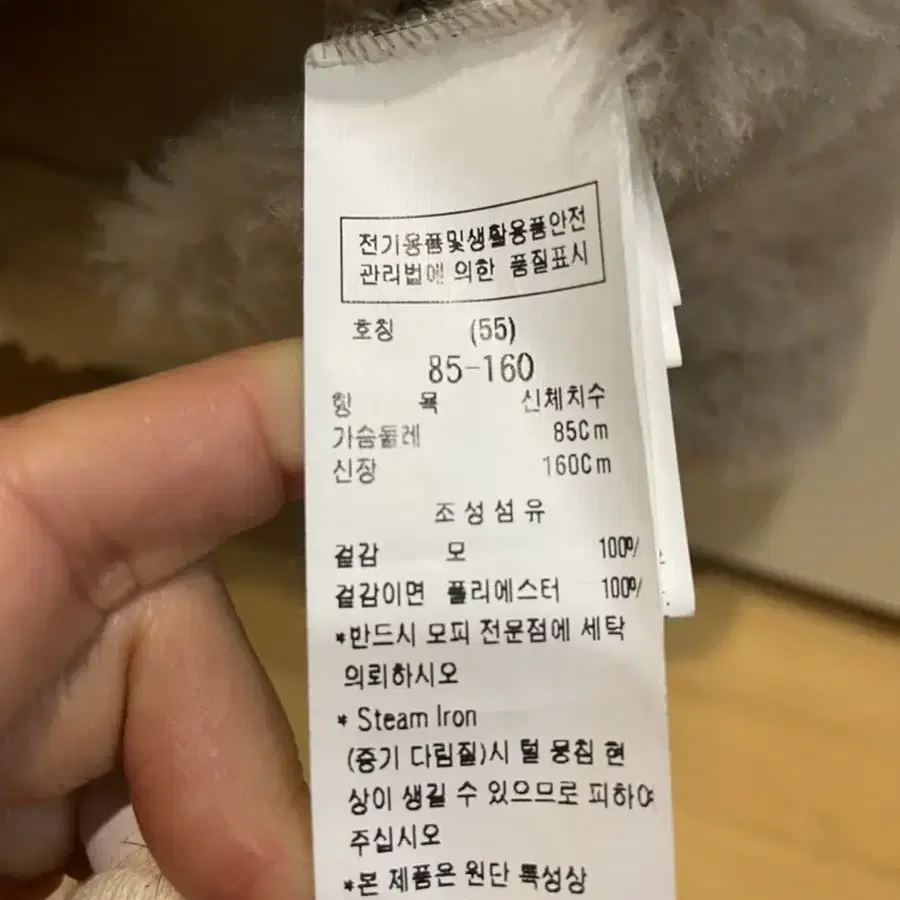 전기용품및생활용품안전
관리법에 의한 품질표시
호칭 (55)
85-160
항 목 신체치수
가슴둘레 85Cm
신장 160Cm
조성섬유
겉감 모 100%
겉감이면 폴리에스터 100%
*반드시 모피 전문점에 세탁
의뢰하시오
* Steam Iron
(증기 다림질)시 털 뭉침 현
상이 생길 수 있으므로 피하여
주십시오
*본 제품은 원단 특성상